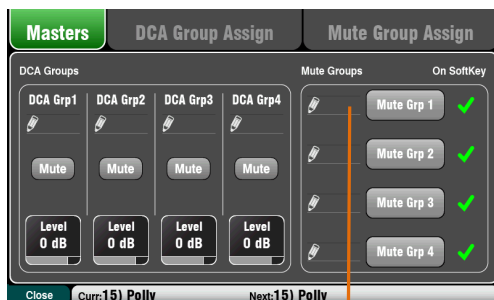 Masters DCA Group Assign Mute Group Assign
DCA Groups Mute Groups On SoftKey
DCA Grp1 DCA Grp2 DCA Grp3 DCA Grp4 Mute Grp 1
Mute Grp 2
Mute Mute Mute Mute
Mute Grp 3
Level Level Level Level
0 dB 0 dB 0 dB 0 dB Mute Grp 4
Close Curr:15) Polly Next:15) Polly